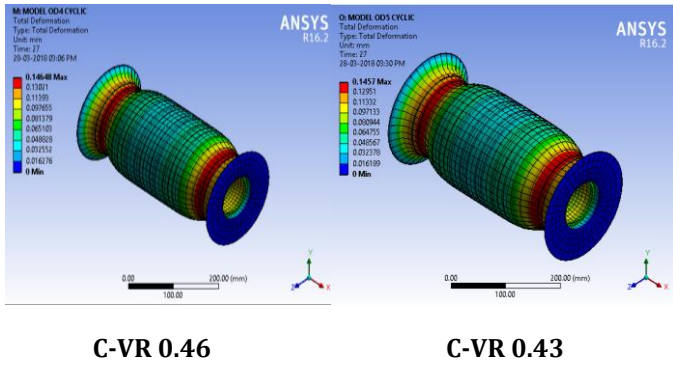 M: MODEL OD4 CYCLIC
Total Deformation
Type: Total Deformation
Unit: mm
Time: 27
28-03-2018 03:06 PM
0.14648 Max
0.13021
0.11393
0.097655
0.081379
0.065103
0.048828
0.032552
0.016276
0 Min
ANSYS
R16.2
0.00
200.00 (mm)
100.00
Y
Z
X
O: MODEL OD5 CYCLIC
Total Deformation
Type: Total Deformation
Unit: mm
Time: 27
28-03-2018 03:30 PM
0.1457 Max
0.12951
0.11332
0.097133
0.080944
0.064755
0.048567
0.032378
0.016189
0 Min
ANSYS
R16.2
0.00
200.00 (mm)
100.00
Y
Z
X
C-VR 0.46
C-VR 0.43